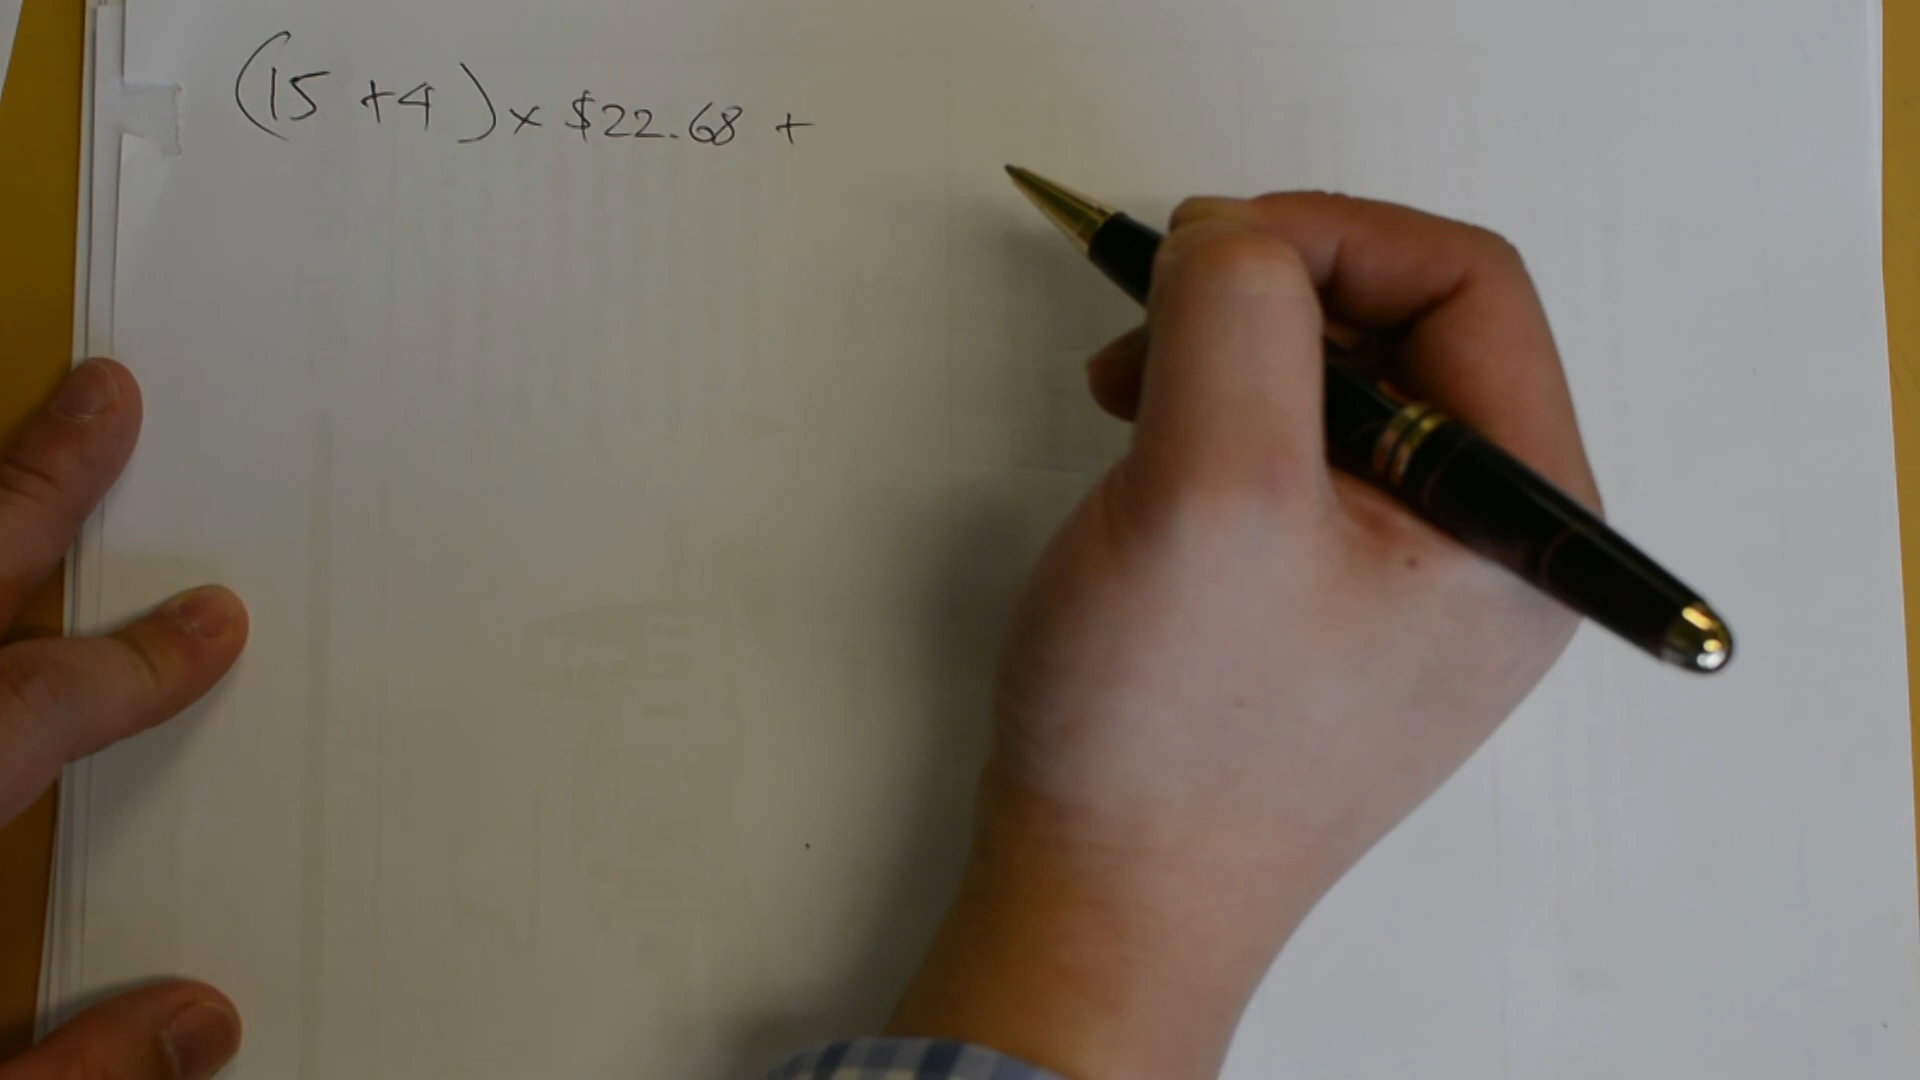 (15 +4) × $22.68 +